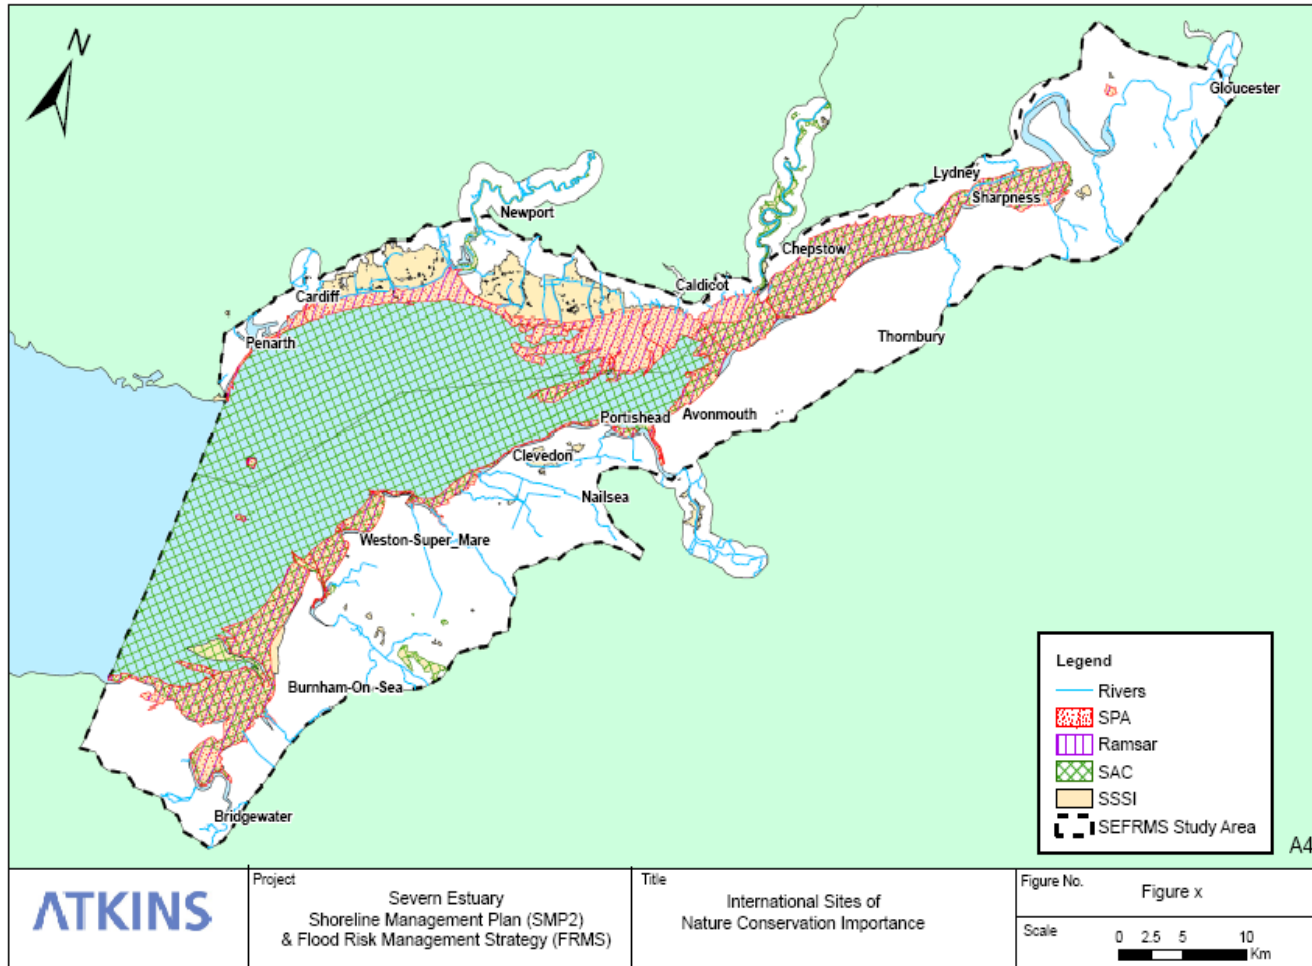 N
Gloucester
Lydney
Sharpness
Newport
Chepstow
Caldicot
Cardiff
Penarth
Thornbury
Portishead
Avonmouth
Clevedon
Nailsea
Weston-Super_Mare
Burnham-On -Sea
Bridgewater
Legend
Rivers
SPA
Ramsar
SAC
SSSI
SEFRMS Study Area
A4
ATKINS
Project
Severn Estuary
Shoreline Management Plan (SMP2)
& Flood Risk Management Strategy (FRMS)
Title
International Sites of
Nature Conservation Importance
Figure No.
Figure x
Scale
0 2.5 5 10
Km